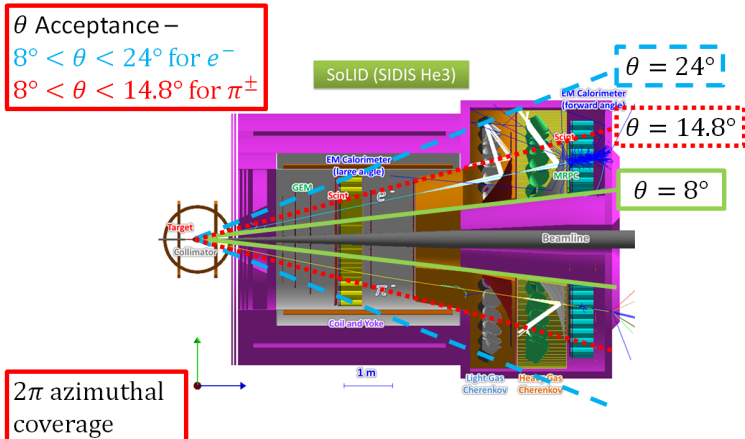 θ Acceptance –
8° < θ < 24° for e⁻
8° < θ < 14.8° for π±
SoLID (SIDIS He3)
θ = 24°
EM Calorimeter
(forward angle)
θ = 14.8°
Scint
EM Calorimeter
(large angle)
GEM
Scint
e⁻
MRPC
θ = 8°
Target
Collimator
Beamline
π⁻
Coil and Yoke
1 m
Light Gas
Cherenkov
Heavy Gas
Cherenkov
2π azimuthal
coverage